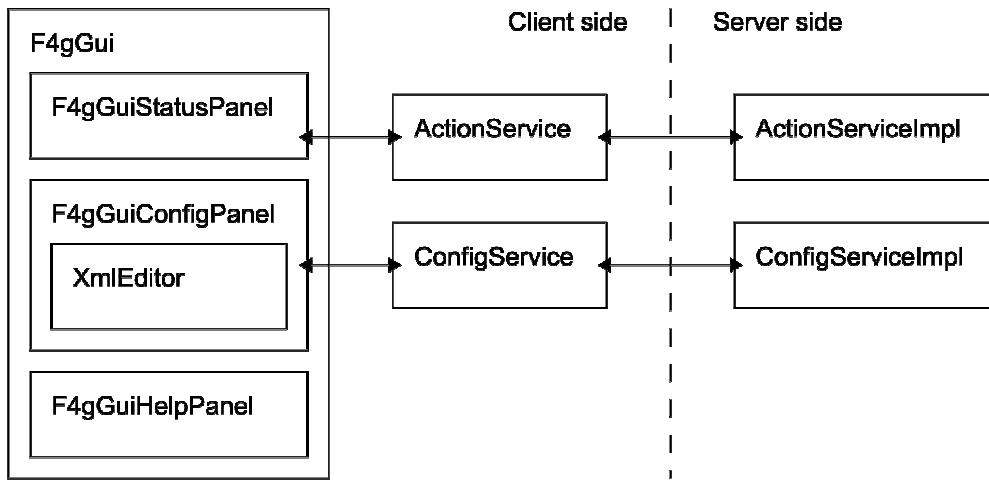 Client side
Server side
F4gGui
F4gGuiStatusPanel
ActionService
ActionServiceImpl
F4gGuiConfigPanel
XmlEditor
ConfigService
ConfigServiceImpl
F4gGuiHelpPanel